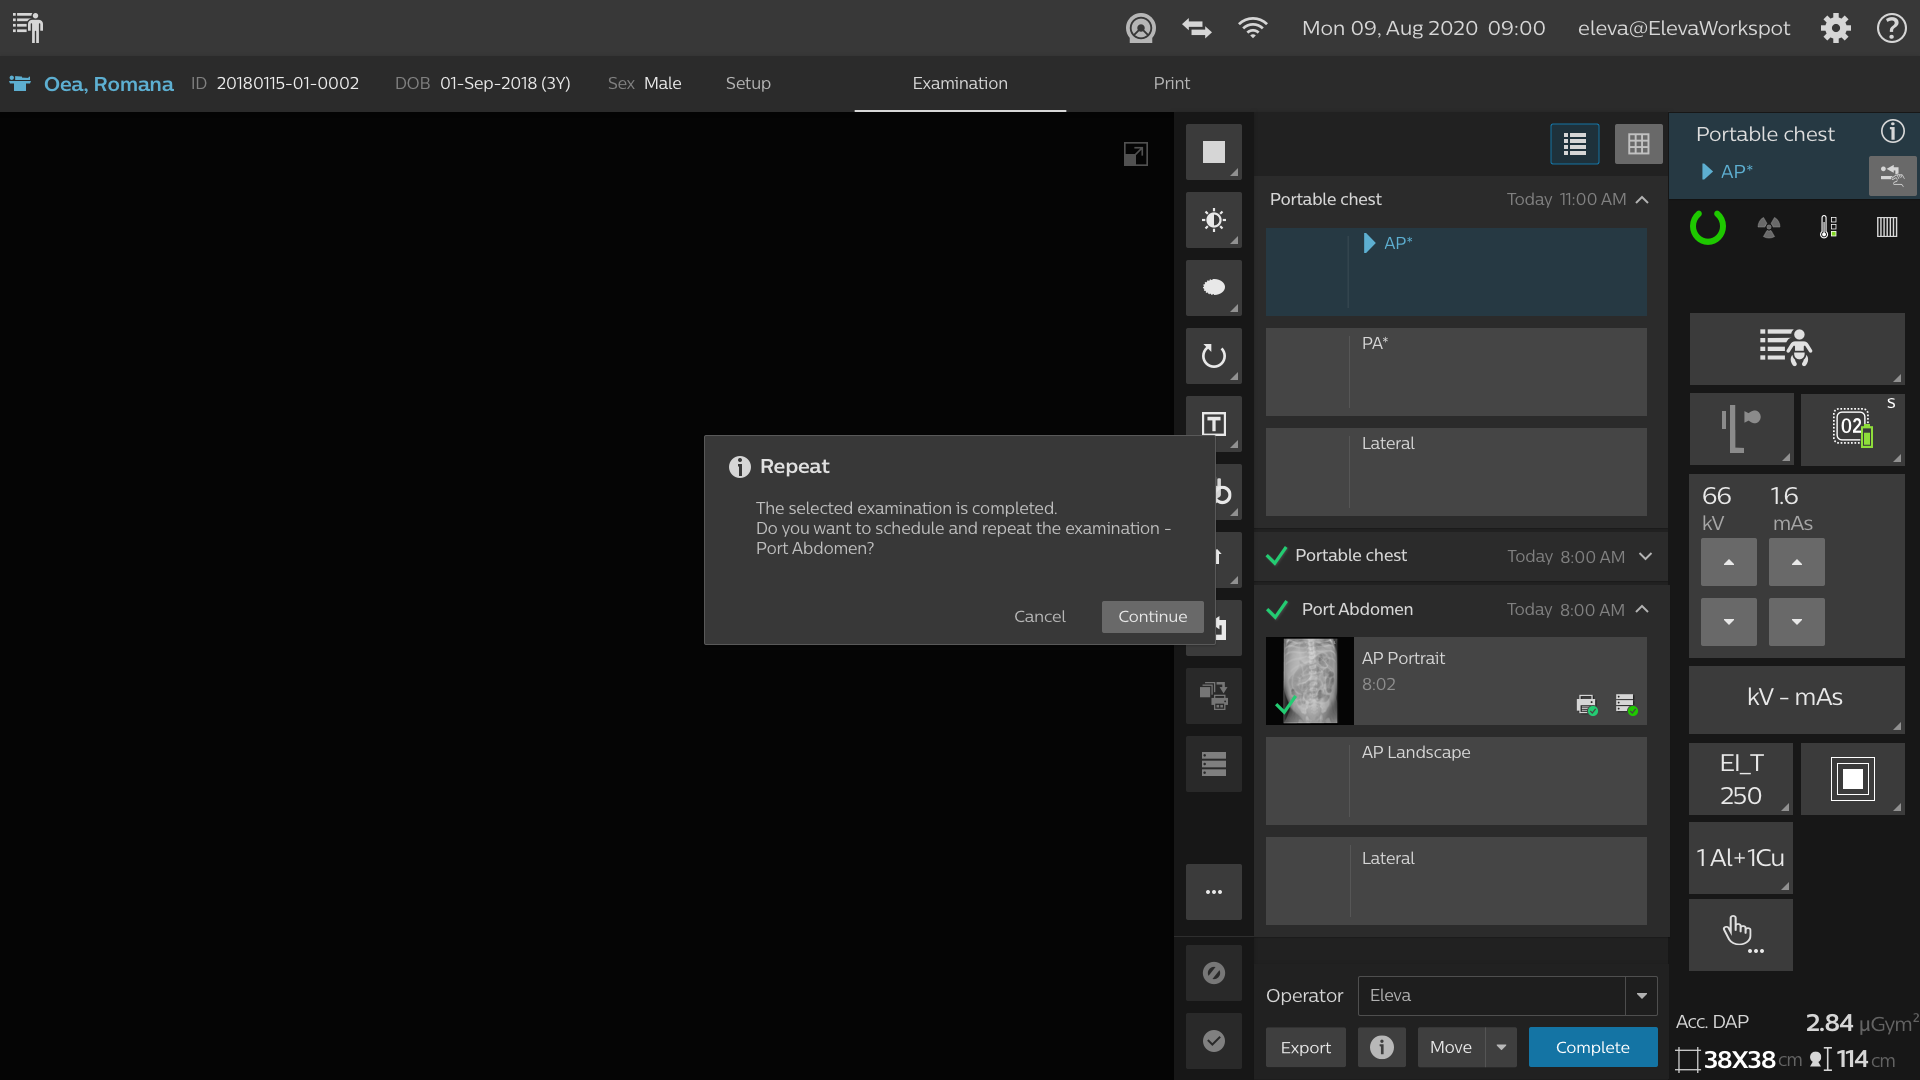 Mon 09, Aug 2020 09:00 eleva@ElevaWorkspot
Oea, Romana ID 20180115-01-0002 DOB 01-Sep-2018 (3Y) Sex Male Setup Examination Print
Portable chest
AP*
Portable chest Today 11:00 AM
AP*
PA*
Lateral
Portable chest Today 8:00 AM
Port Abdomen Today 8:00 AM
AP Portrait
8:02
AP Landscape
Lateral
Repeat
The selected examination is completed.
Do you want to schedule and repeat the examination -
Port Abdomen?
Cancel Continue
T
S
02
66 1.6
kV mAs
kV - mAs
EI_T
250
1 Al+1Cu
Operator Eleva
Export Move Complete
Acc. DAP 2.84 µGym²
38X38 cm 114 cm